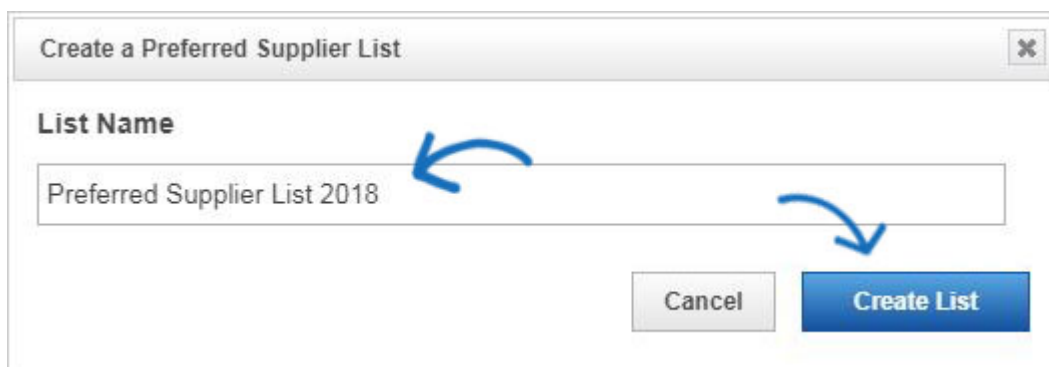 Create a Preferred Supplier List
List Name
Preferred Supplier List 2018
Cancel
Create List